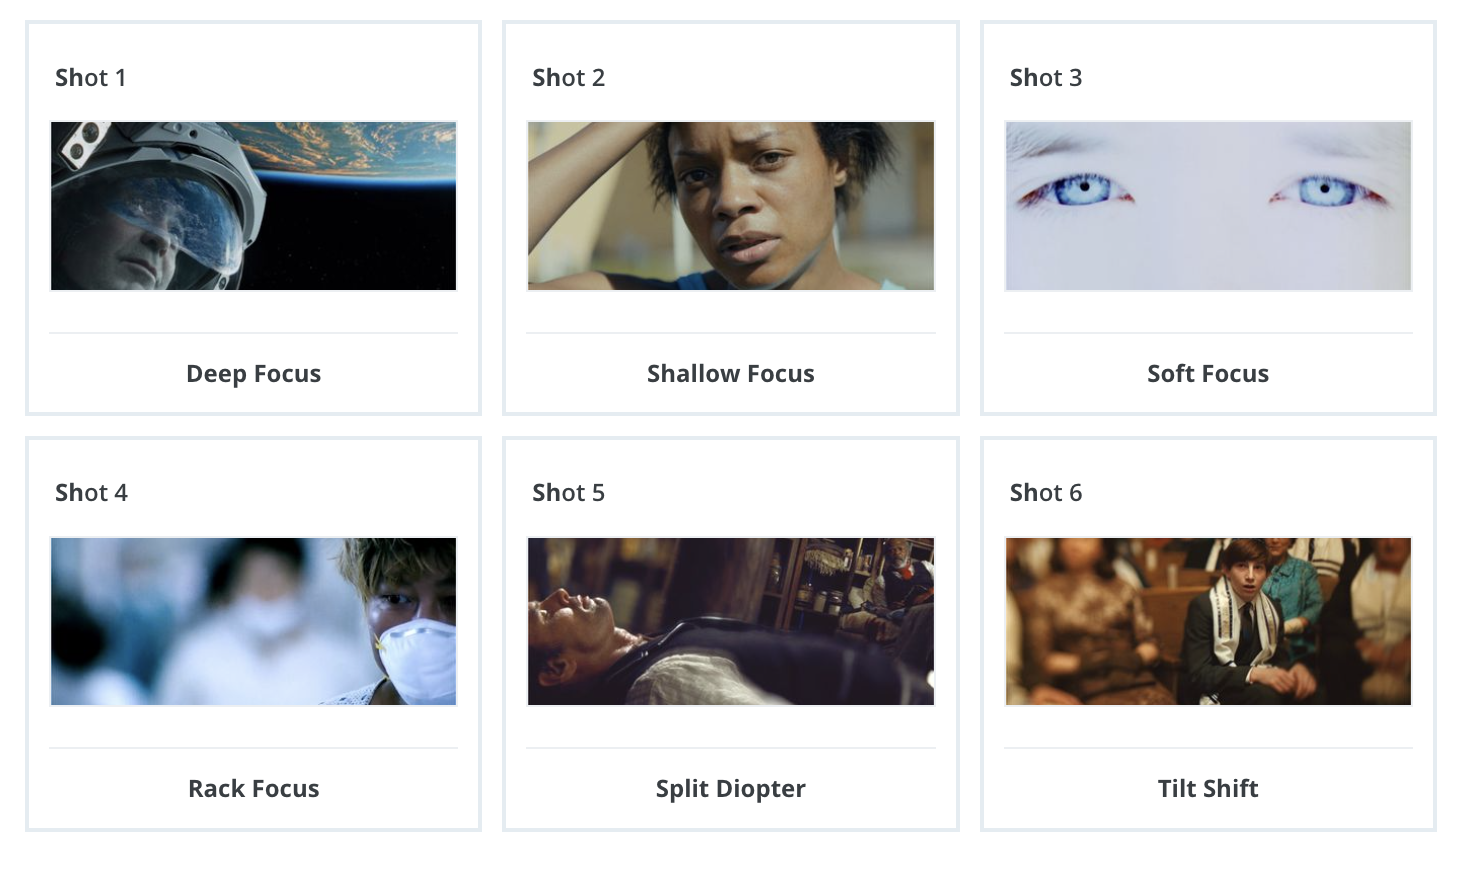 Shot 1
Shot 2
Shot 3
Deep Focus
Shallow Focus
Soft Focus
Shot 4
Shot 5
Shot 6
Rack Focus
Split Diopter
Tilt Shift